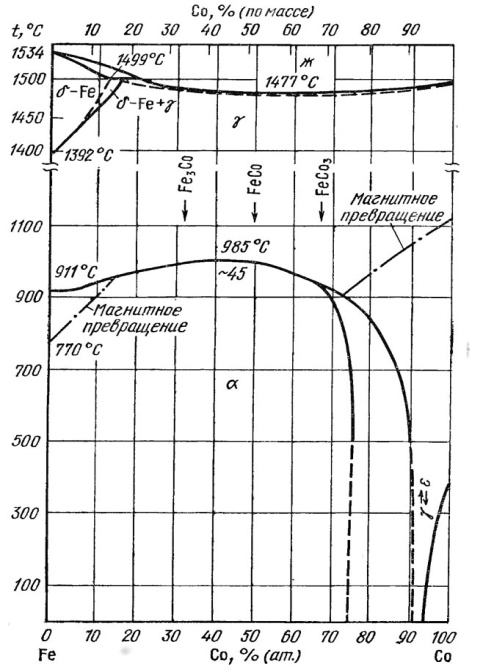 Co, % (по массе)
0 10 20 30 40 50 60 70 80 90
t, °C
1534
1500
1450
1400
1499°C
ж
1477°C
δ-Fe
δ-Fe+γ
γ
1392°C
Fe₃Co
FeCo
FeCo₃
Магнитное
превращение
1100
900
700
500
300
100
985°C
~45
911°C
Магнитное
превращение
770°C
α
γ⇄ε
0 10 20 30 40 50 60 70 80 90 100
Fe Co, % (ат.) Co